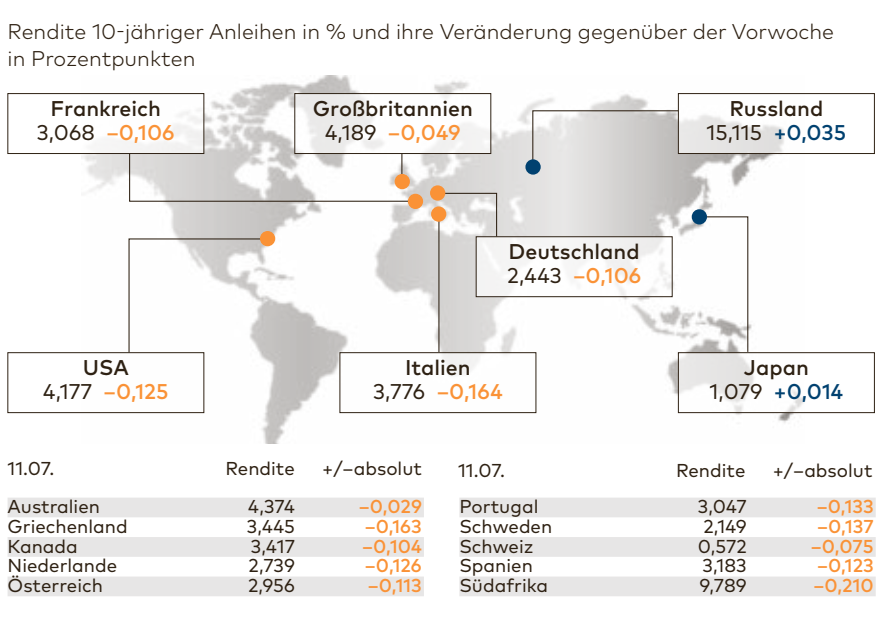 Rendite 10-jähriger Anleihen in % und ihre Veränderung gegenüber der Vorwoche
in Prozentpunkten
Frankreich
3,068 –0,106
Großbritannien
4,189 –0,049
Russland
15,115 +0,035
Deutschland
2,443 –0,106
USA
4,177 –0,125
Italien
3,776 –0,164
Japan
1,079 +0,014
11.07. Rendite +/–absolut
Australien 4,374 –0,029
Griechenland 3,445 –0,163
Kanada 3,417 –0,104
Niederlande 2,739 –0,126
Österreich 2,956 –0,113
11.07. Rendite +/–absolut
Portugal 3,047 –0,133
Schweden 2,149 –0,137
Schweiz 0,572 –0,075
Spanien 3,183 –0,123
Südafrika 9,789 –0,210